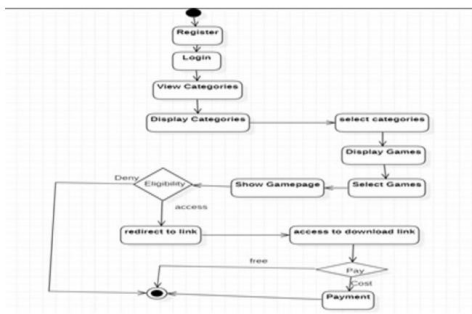 Register
Login
View Categories
Display Categories
select categories
Display Games
Select Games
Show Gamepage
Eligibility
Deny
access
redirect to link
access to download link
free
Pay
Cost
Payment